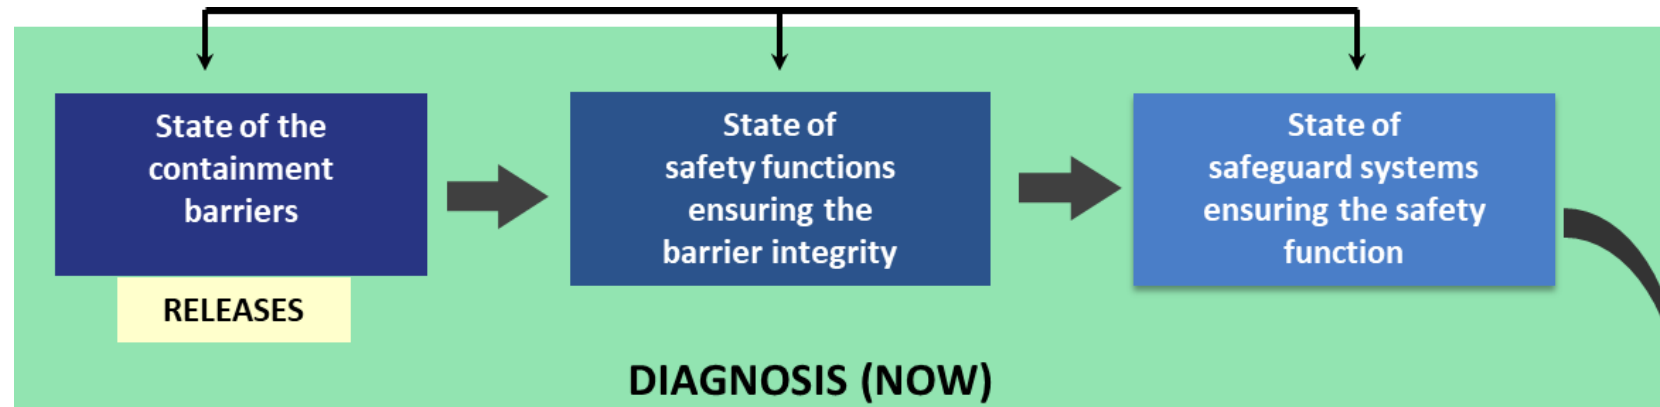 State of the
containment
barriers
RELEASES
State of
safety functions
ensuring the
barrier integrity
State of
safeguard systems
ensuring the safety
function
DIAGNOSIS (NOW)